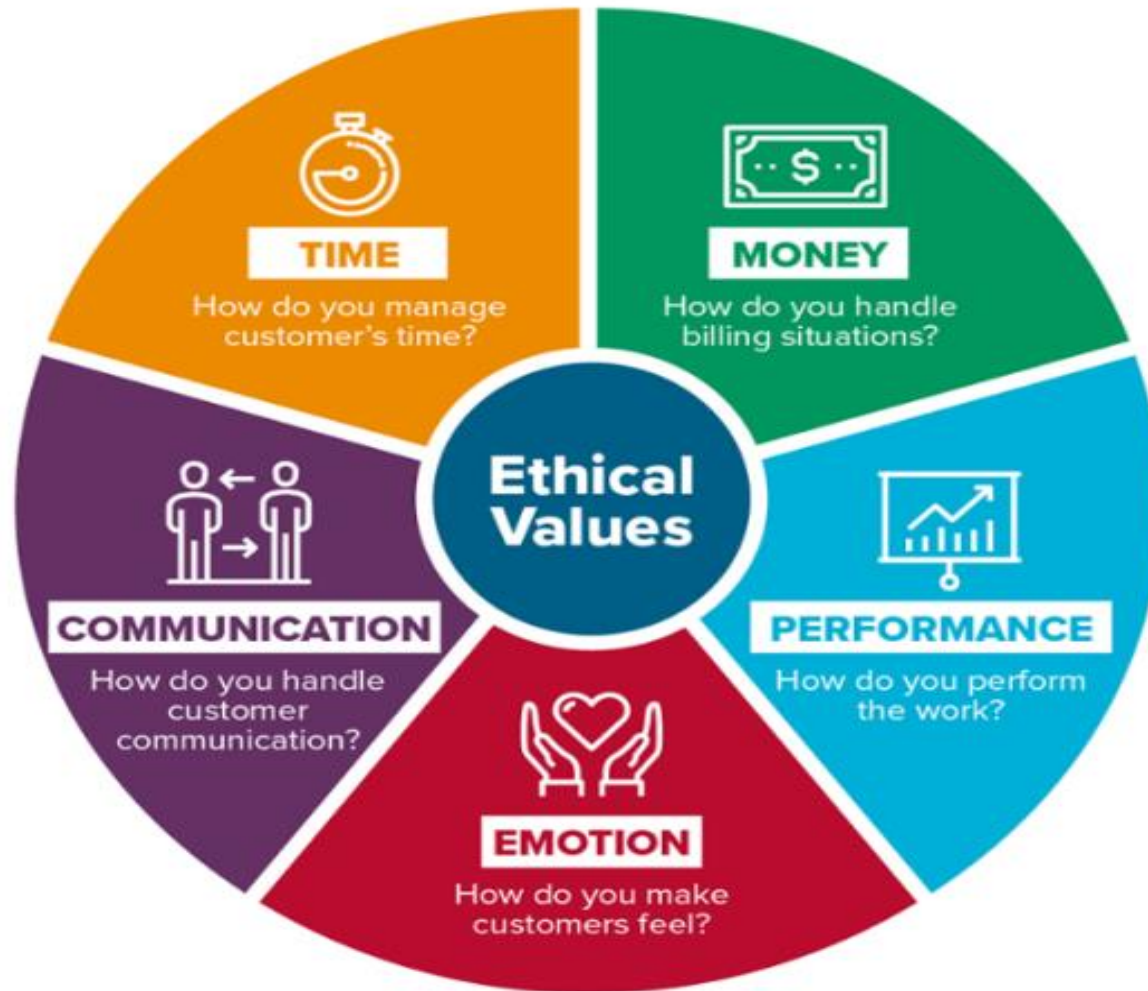 TIME
How do you manage
customer's time?
MONEY
How do you handle
billing situations?
Ethical
Values
COMMUNICATION
How do you handle
customer
communication?
PERFORMANCE
How do you perform
the work?
EMOTION
How do you make
customers feel?
$